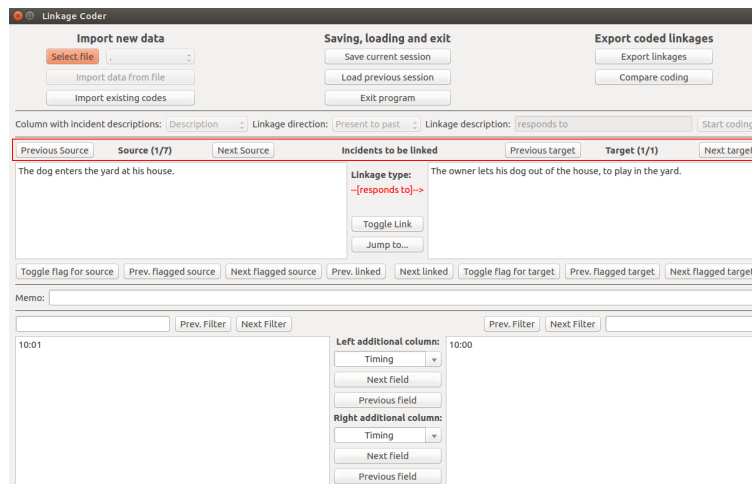 Linkage Coder
Import new data Saving, loading and exit Export coded linkages
Select file , Save current session Export linkages
Import data from file Load previous session Compare coding
Import existing codes Exit program
Column with incident descriptions: Description Linkage direction: Present to past Linkage description: responds to Start coding
Previous Source Source (1/7) Next Source Incidents to be linked Previous target Target (1/1) Next target
The dog enters the yard at his house. Linkage type: The owner lets his dog out of the house, to play in the yard.
--[responds to]-->
Toggle Link
Jump to...
Toggle flag for source Prev. flagged source Next flagged source Prev. linked Next linked Toggle flag for target Prev. flagged target Next flagged target
Memo:
Prev. Filter Next Filter Prev. Filter Next Filter
10:01 Left additional column: 10:00
Timing
Next field
Previous field
Right additional column:
Timing
Next field
Previous field